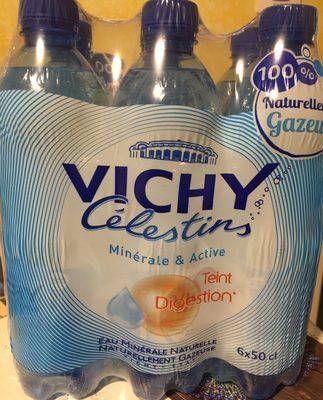 100%
Naturelle
Gazeu
VICHY
Célestins
Minérale & Active
Teint
Digestion*
EAU MINÉRALE NATURELLE
NATURELLEMENT GAZEUSE
6x50 cl